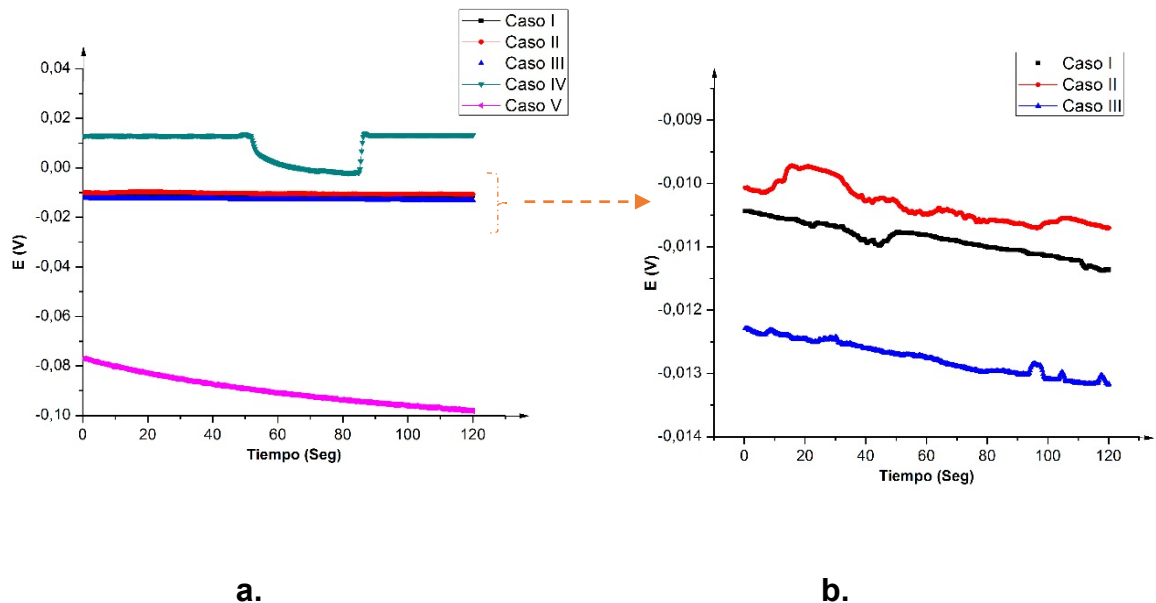 Caso I
Caso II
Caso III
Caso IV
Caso V
0,04
0,02
0,00
-0,02
-0,04
-0,06
-0,08
-0,10
E (V)
0 20 40 60 80 100 120
Tiempo (Seg)
a.
Caso I
Caso II
Caso III
-0,009
-0,010
-0,011
-0,012
-0,013
-0,014
E (V)
0 20 40 60 80 100 120
Tiempo (Seg)
b.